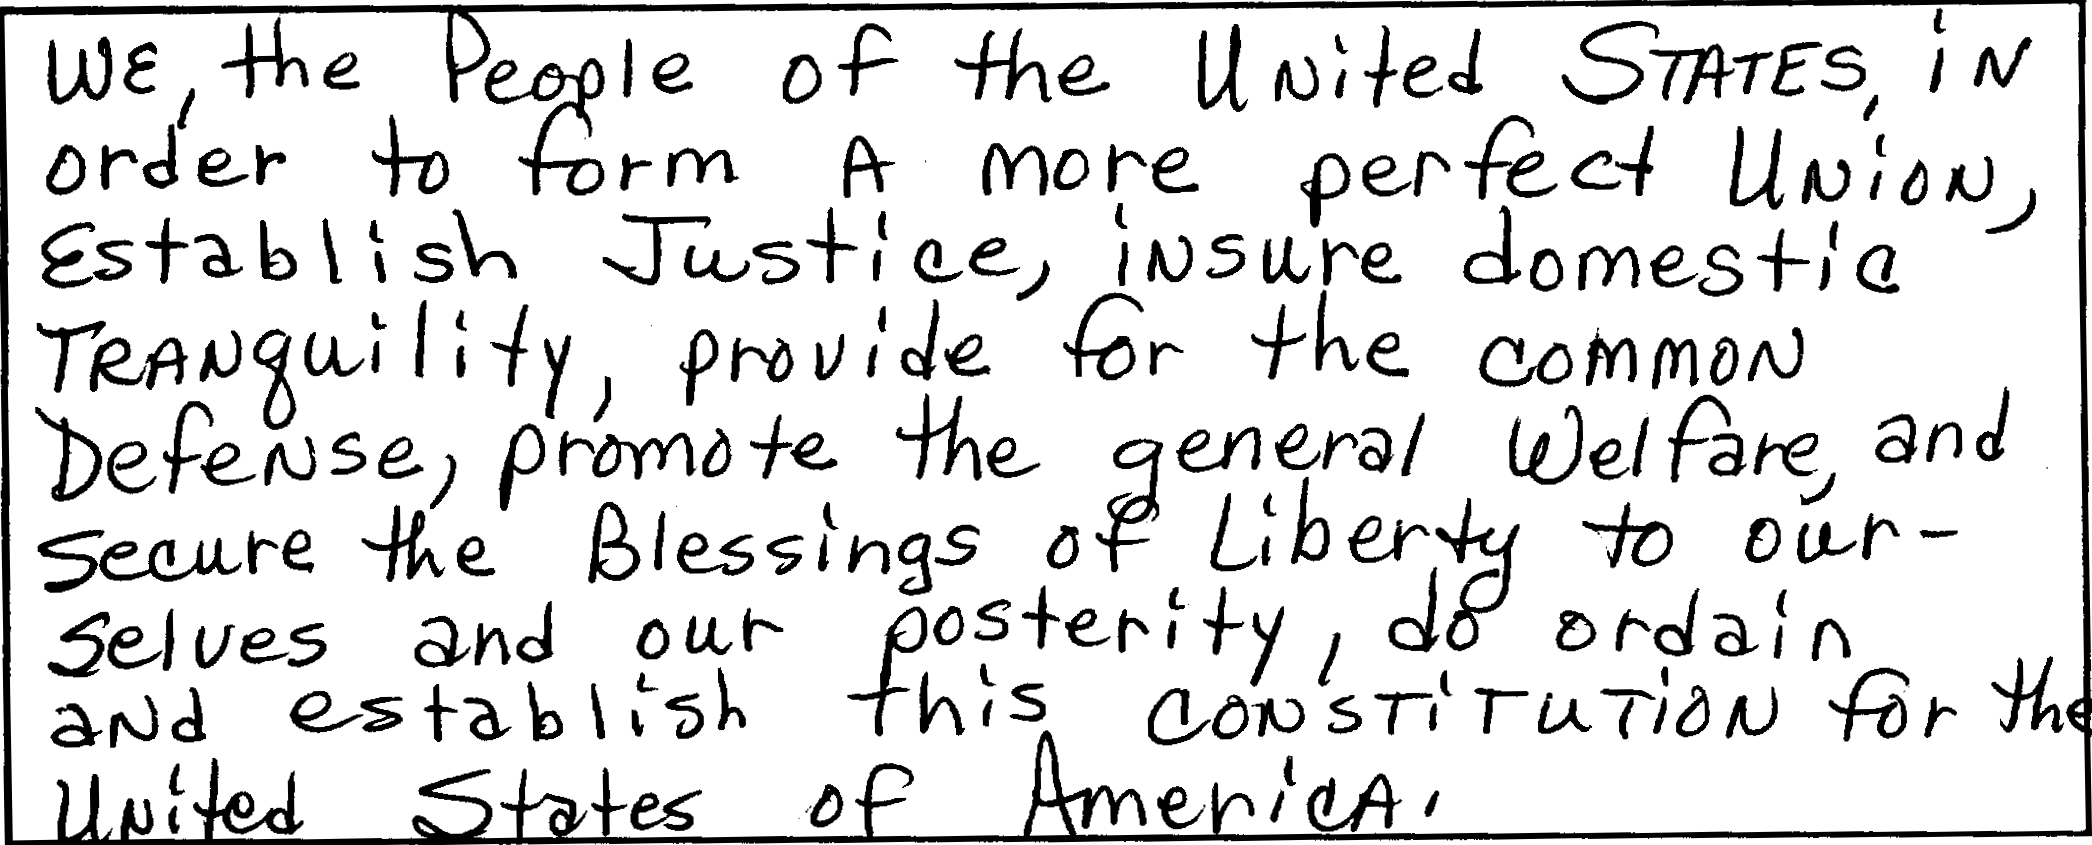 WE, the People of the United STATES, iN
order to form A more perfect UNiON,
Establish Justice, iNsure domestic
TRANquility, provide for the common
DefeNse, promote the general Welfare, and
secure the Blessings of Liberty to our-
selves and our posterity, do ordain
aNd establish this CONSTiTUTiON for the
UNited States of AmericA.